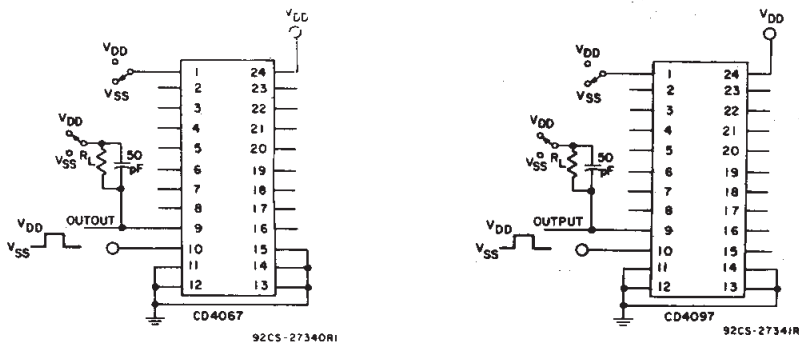 VDD
VDD
VSS
1 24
2 23
3 22
4 21
5 20
6 19
7 18
8 17
9 16
10 15
11 14
12 13
VDD
VSS
RL
50
pF
OUTOUT
VDD
VSS
CD4067
92CS-27340R1
VDD
VDD
VSS
1 24
2 23
3 22
4 21
5 20
6 19
7 18
8 17
9 16
10 15
11 14
12 13
VDD
VSS
RL
50
pF
OUTPUT
VDD
VSS
CD4097
92CS-27341R